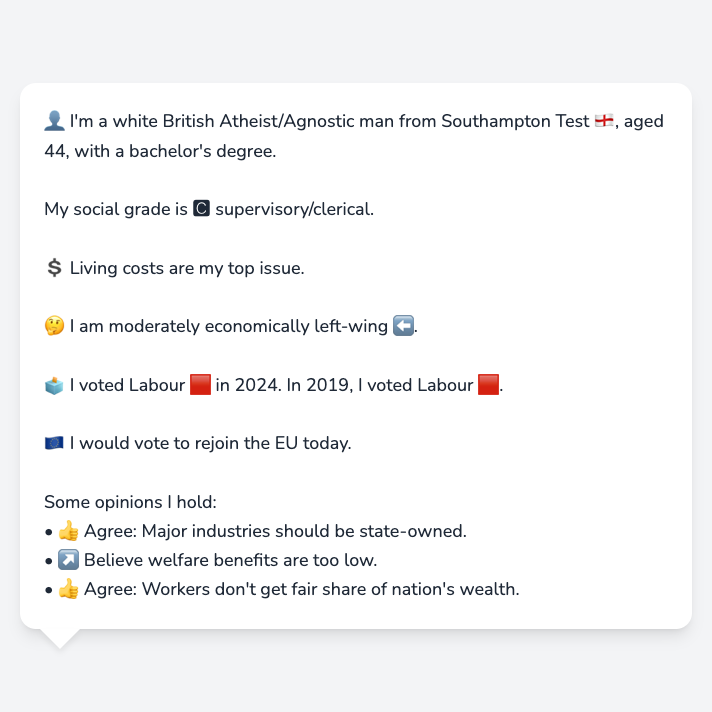 👤 I'm a white British Atheist/Agnostic man from Southampton Test 🏴󠁧󠁢󠁥󠁮󠁧󠁿, aged
44, with a bachelor's degree.
My social grade is 🅲 supervisory/clerical.
💲 Living costs are my top issue.
🤔 I am moderately economically left-wing ⬅️.
🗳️ I voted Labour 🟥 in 2024. In 2019, I voted Labour 🟥.
🇪🇺 I would vote to rejoin the EU today.
Some opinions I hold:
• 👍 Agree: Major industries should be state-owned.
• ↗️ Believe welfare benefits are too low.
• 👍 Agree: Workers don't get fair share of nation's wealth.